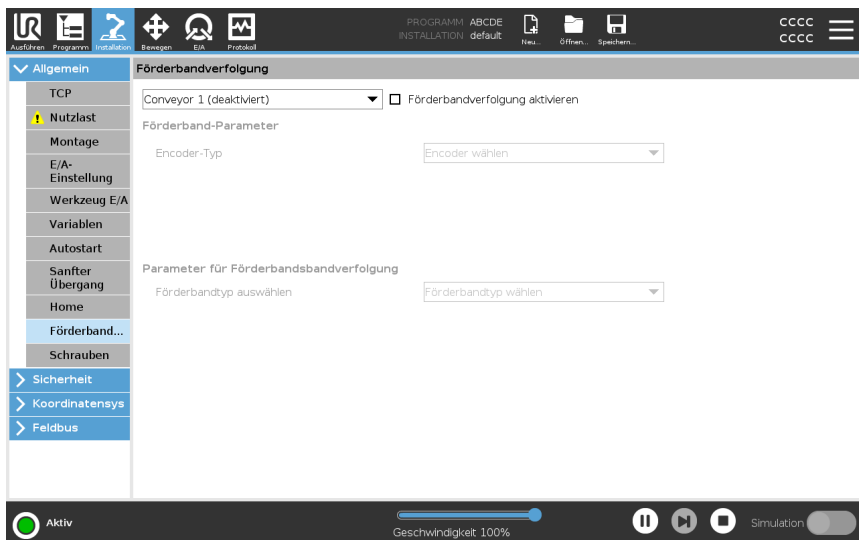 UR
Ausführen
Programm
Installation
Bewegen
E/A
Protokoll
PROGRAMM ABCDE
INSTALLATION default
Neu...
Öffnen...
Speichern...
CCCC
CCCC
Allgemein
TCP
Nutzlast
Montage
E/A-
Einstellung
Werkzeug E/A
Variablen
Autostart
Sanfter
Übergang
Home
Förderband...
Schrauben
Sicherheit
Koordinatensys
Feldbus
Förderbandverfolgung
Conveyor 1 (deaktiviert)
Förderbandverfolgung aktivieren
Förderband-Parameter
Encoder-Typ
Encoder wählen
Parameter für Förderbandsbandverfolgung
Förderbandtyp auswählen
Förderbandtyp wählen
Aktiv
Geschwindigkeit 100%
Simulation